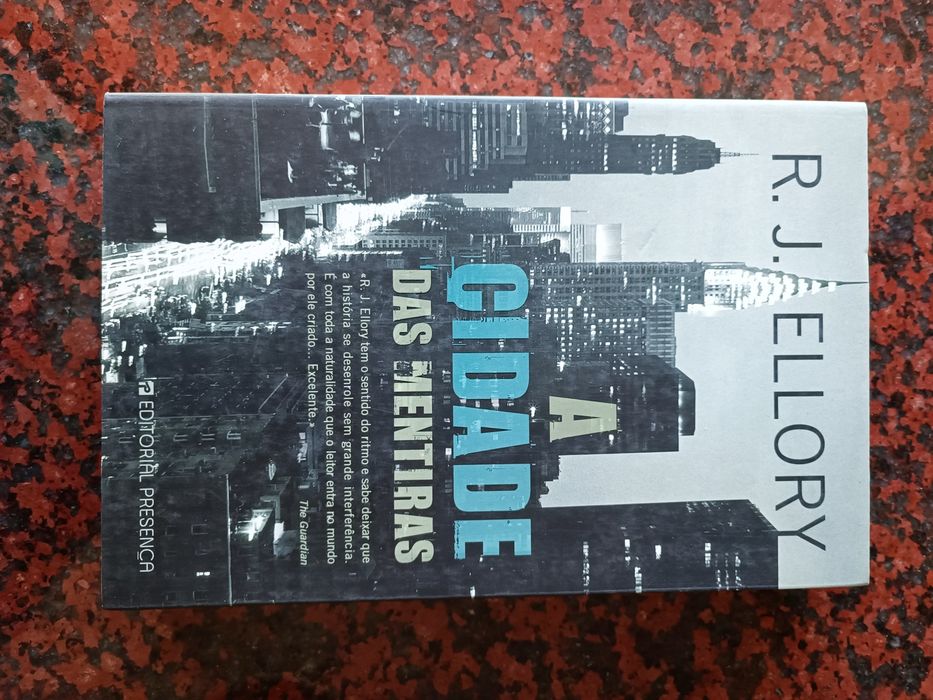 R. J. ELLORY
A
CIDADE
DAS MENTIRAS
«R. J. Ellory tem o sentido do ritmo e sabe deixar que
a história se desenrole sem grande interferência.
É com toda a naturalidade que o leitor entra no mundo
por ele criado... Excelente.»
The Guardian
EDITORIAL PRESENÇA